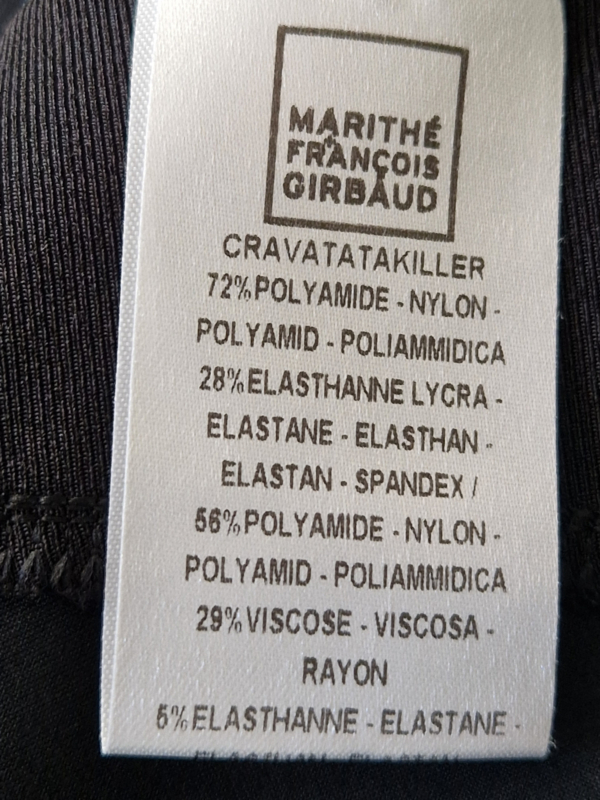 MARITHÉ
+
FRANÇOIS
GIRBAUD
CRAVATATAKILLER
72%POLYAMIDE - NYLON -
POLYAMID - POLIAMMIDICA
28%ELASTHANNE LYCRA -
ELASTANE - ELASTHAN -
ELASTAN - SPANDEX /
56%POLYAMIDE - NYLON -
POLYAMID - POLIAMMIDICA
29%VISCOSE - VISCOSA -
RAYON
5%ELASTHANNE - ELASTANE -